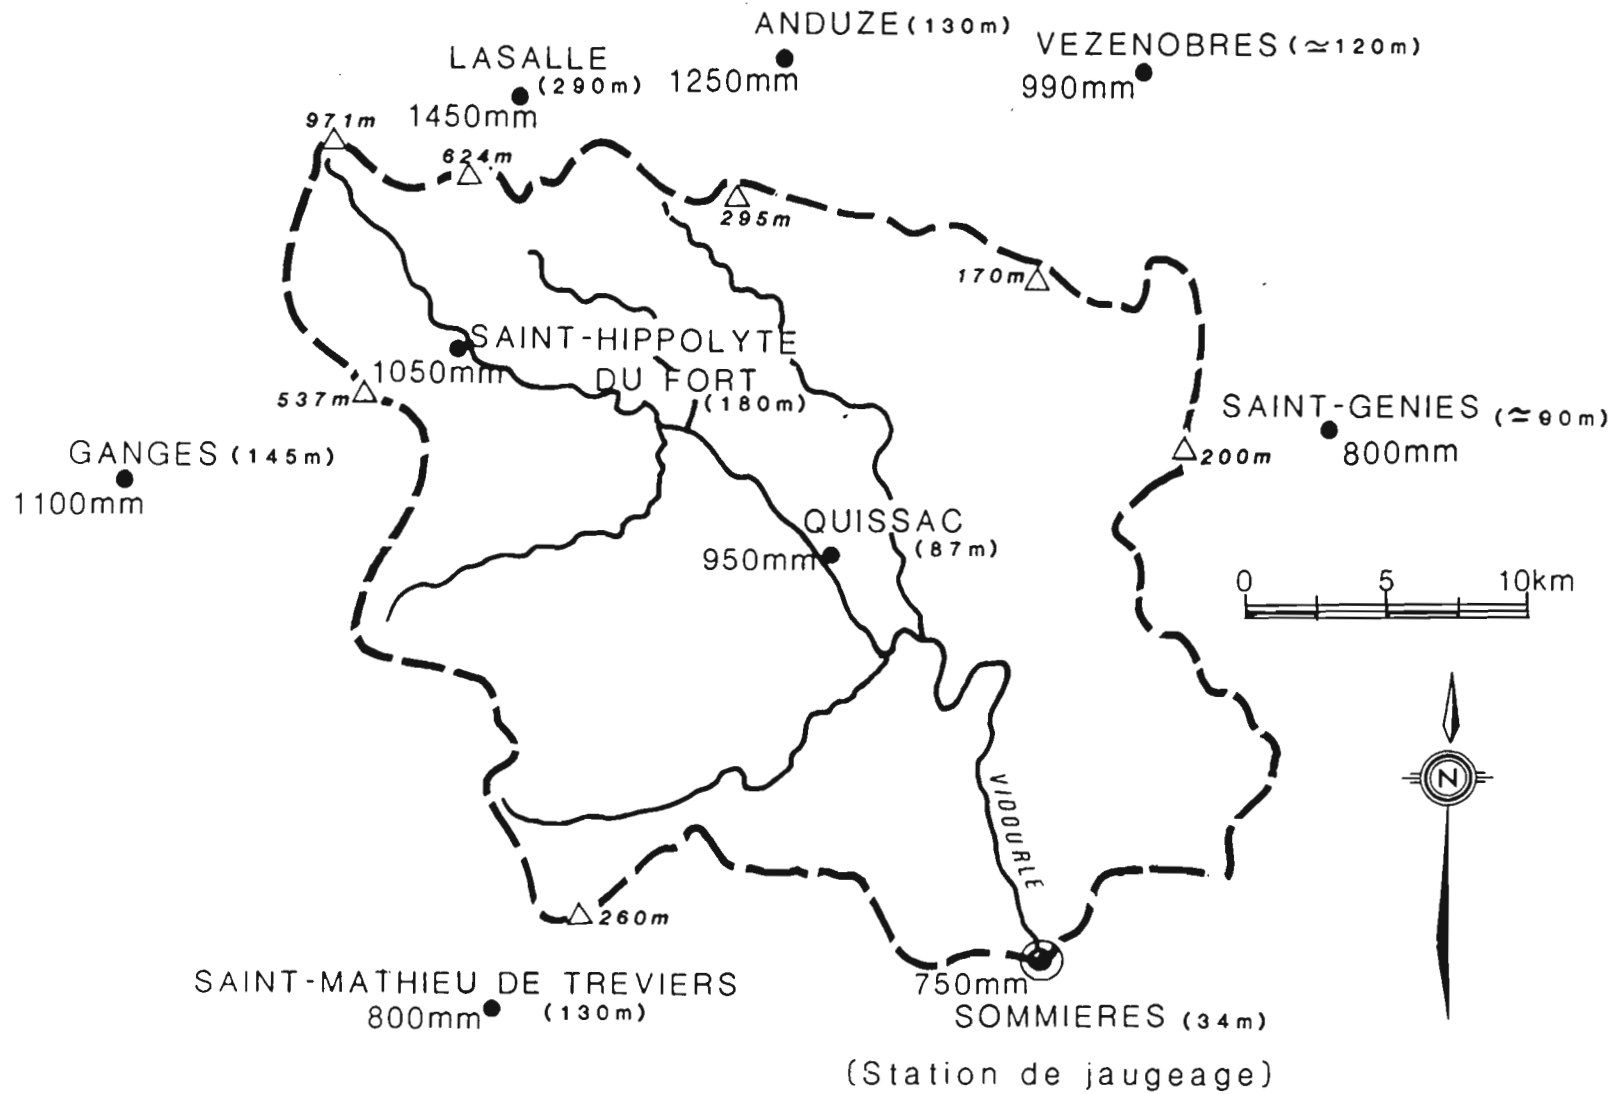 ANDUZE (130m)
1250mm
VEZENOBRES (≃120m)
990mm
LASALLE
(290m)
1450mm
971m
624m
295m
170m
SAINT-HIPPOLYTE
DU FORT
(180m)
1050mm
537m
GANGES (145m)
1100mm
SAINT-GENIES (≃90m)
800mm
200m
QUISSAC
(87m)
950mm
0 5 10km
N
VIDOURLE
260m
SAINT-MATHIEU DE TREVIERS
800mm (130m)
750mm
SOMMIERES (34m)
(Station de jaugeage)